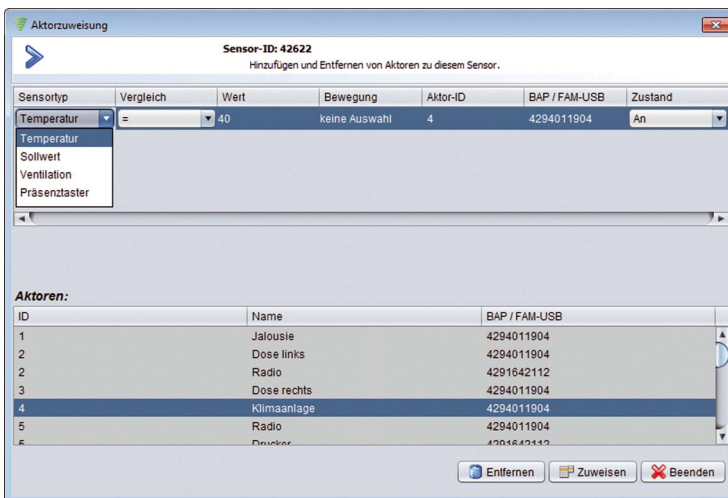 Aktorzuweisung
Sensor-ID: 42622
Hinzufügen und Entfernen von Aktoren zu diesem Sensor.
Sensortyp Vergleich Wert Bewegung Aktor-ID BAP / FAM-USB Zustand
Temperatur = 40 keine Auswahl 4 4294011904 An
Temperatur
Sollwert
Ventilation
Präsenztaster
Aktoren:
ID Name BAP / FAM-USB
1 Jalousie 4294011904
2 Dose links 4294011904
2 Radio 4291642112
3 Dose rechts 4294011904
4 Klimaanlage 4294011904
5 Radio 4294011904
6 Drucker 4291642112
Entfernen Zuweisen Beenden